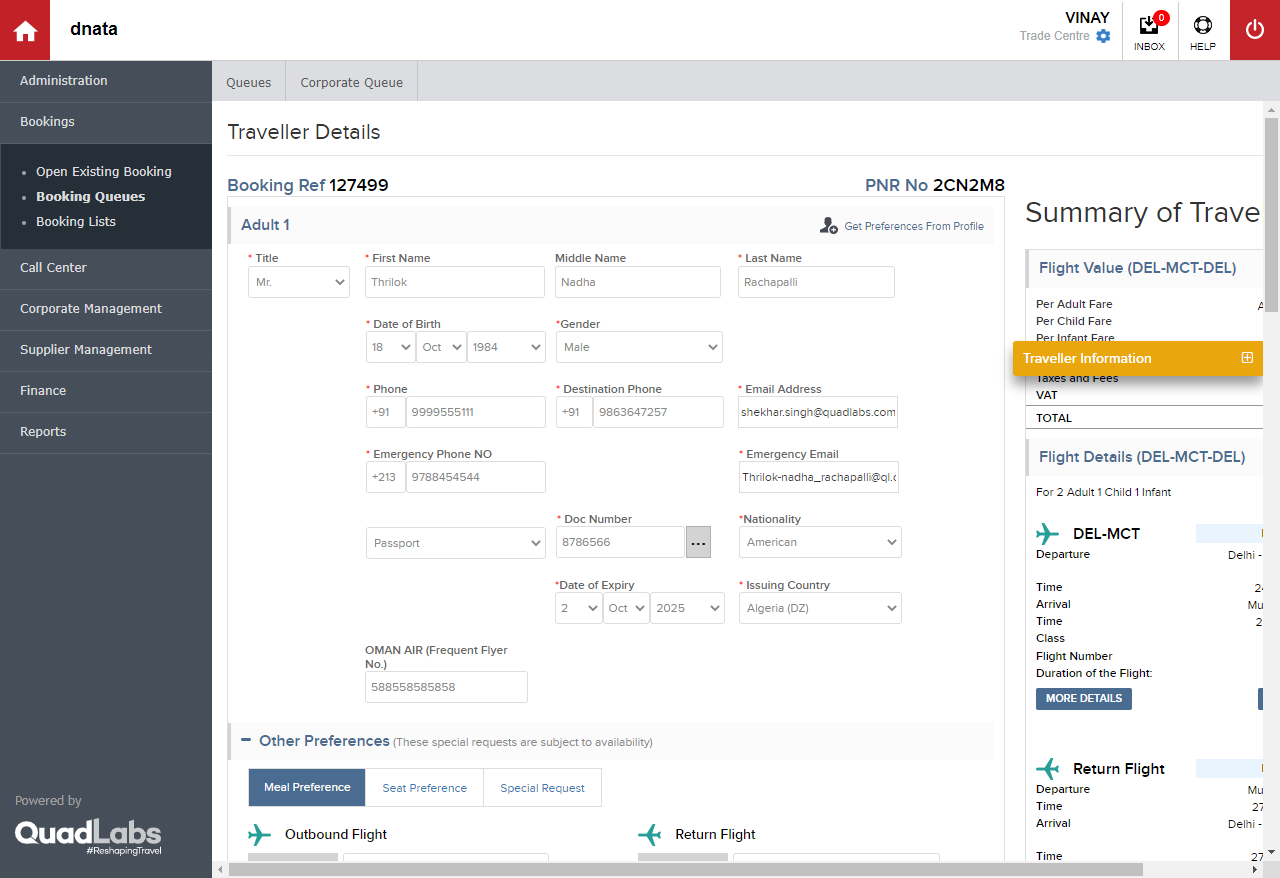 dnata
VINAY
Trade Centre
0
INBOX
HELP
Administration
Bookings
Open Existing Booking
Booking Queues
Booking Lists
Call Center
Corporate Management
Supplier Management
Finance
Reports
Powered by
QuadLabs
#ReshapingTravel
Queues
Corporate Queue
Traveller Details
Booking Ref 127499
PNR No 2CN2M8
Adult 1
Get Preferences From Profile
* Title
* First Name
Middle Name
* Last Name
Mr.
Thrilok
Nadha
Rachapalli
* Date of Birth
*Gender
18
Oct
1984
Male
* Phone
* Destination Phone
* Email Address
+91
9999555111
+91
9863647257
shekhar.singh@quadlabs.com
* Emergency Phone NO
* Emergency Email
+213
9788454544
Thrilok-nadha_rachapalli@ql.c
* Doc Number
*Nationality
Passport
8786566
...
American
*Date of Expiry
* Issuing Country
2
Oct
2025
Algeria (DZ)
OMAN AIR (Frequent Flyer
No.)
588558585858
Other Preferences (These special requests are subject to availability)
Meal Preference
Seat Preference
Special Request
Outbound Flight
Return Flight
Summary of Trave
Flight Value (DEL-MCT-DEL)
Per Adult Fare
Per Child Fare
Per Infant Fare
Traveller Information
Taxes and Fees
VAT
TOTAL
Flight Details (DEL-MCT-DEL)
For 2 Adult 1 Child 1 Infant
DEL-MCT
Departure
Delhi -
Time
24
Arrival
Mu
Time
2
Class
Flight Number
Duration of the Flight:
MORE DETAILS
Return Flight
Departure
Mu
Time
27
Arrival
Delhi -
Time
27